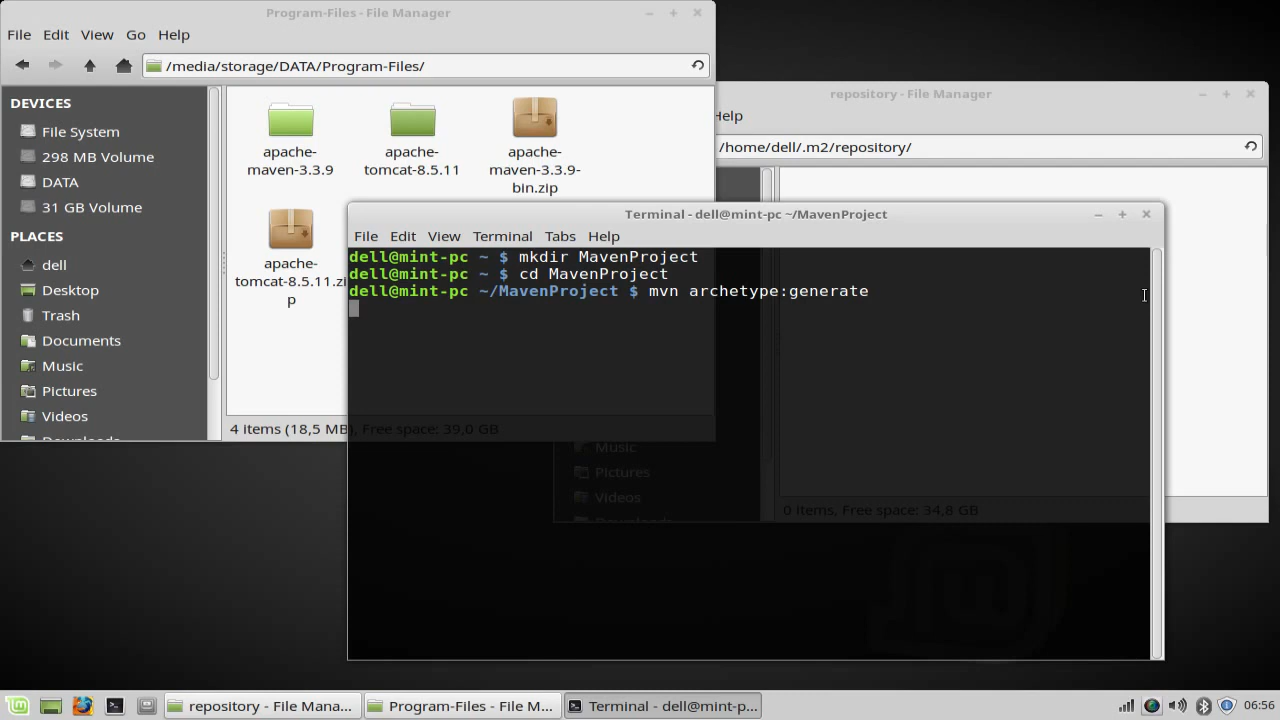 Program-Files - File Manager
File Edit View Go Help
/media/storage/DATA/Program-Files/
DEVICES
File System
298 MB Volume
DATA
31 GB Volume
PLACES
dell
Desktop
Trash
Documents
Music
Pictures
Videos
Downloads
apache-
maven-3.3.9
apache-
tomcat-8.5.11
apache-
maven-3.3.9-
bin.zip
apache-
tomcat-8.5.11.zi
p
4 items (18,5 MB), Free space: 39,0 GB
repository - File Manager
Help
/home/dell/.m2/repository/
Music
Pictures
Videos
Downloads
0 items, Free space: 34,8 GB
Terminal - dell@mint-pc ~/MavenProject
File Edit View Terminal Tabs Help
dell@mint-pc ~ $ mkdir MavenProject
dell@mint-pc ~ $ cd MavenProject
dell@mint-pc ~/MavenProject $ mvn archetype:generate
repository - File Mana...
Program-Files - File M...
Terminal - dell@mint-p...
06:56